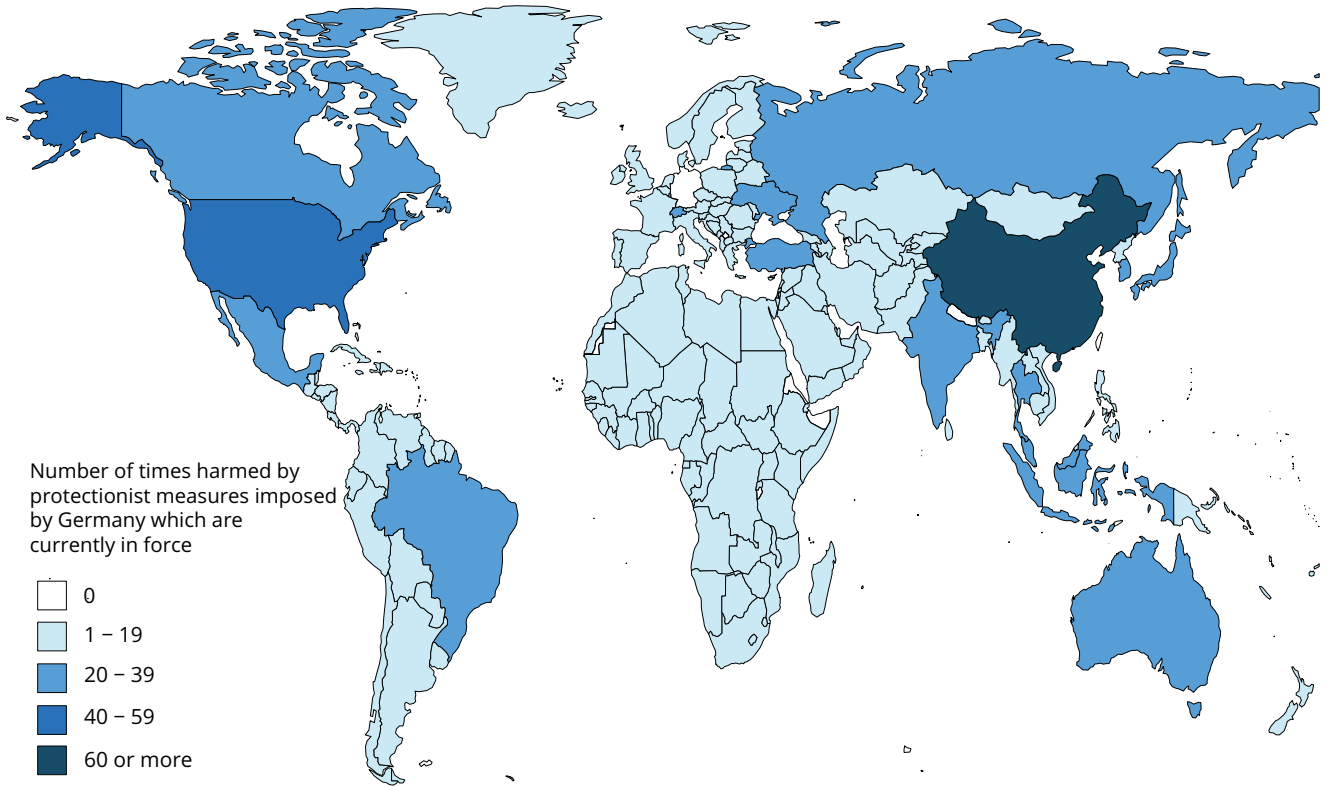 Number of times harmed by
protectionist measures imposed
by Germany which are
currently in force
0
1 – 19
20 – 39
40 – 59
60 or more